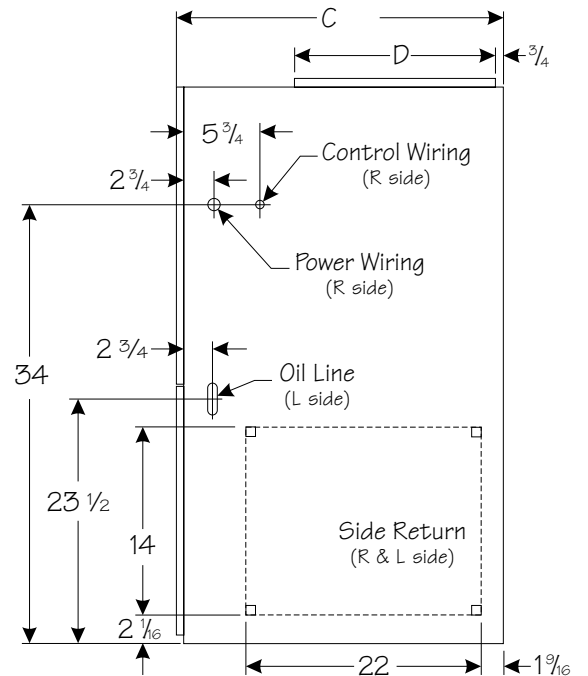 C
D
3/4
5 3/4
Control Wiring
(R side)
2 3/4
Power Wiring
(R side)
2 3/4
34
Oil Line
(L side)
23 1/2
14
Side Return
(R & L side)
2 1/16
22
1 9/16